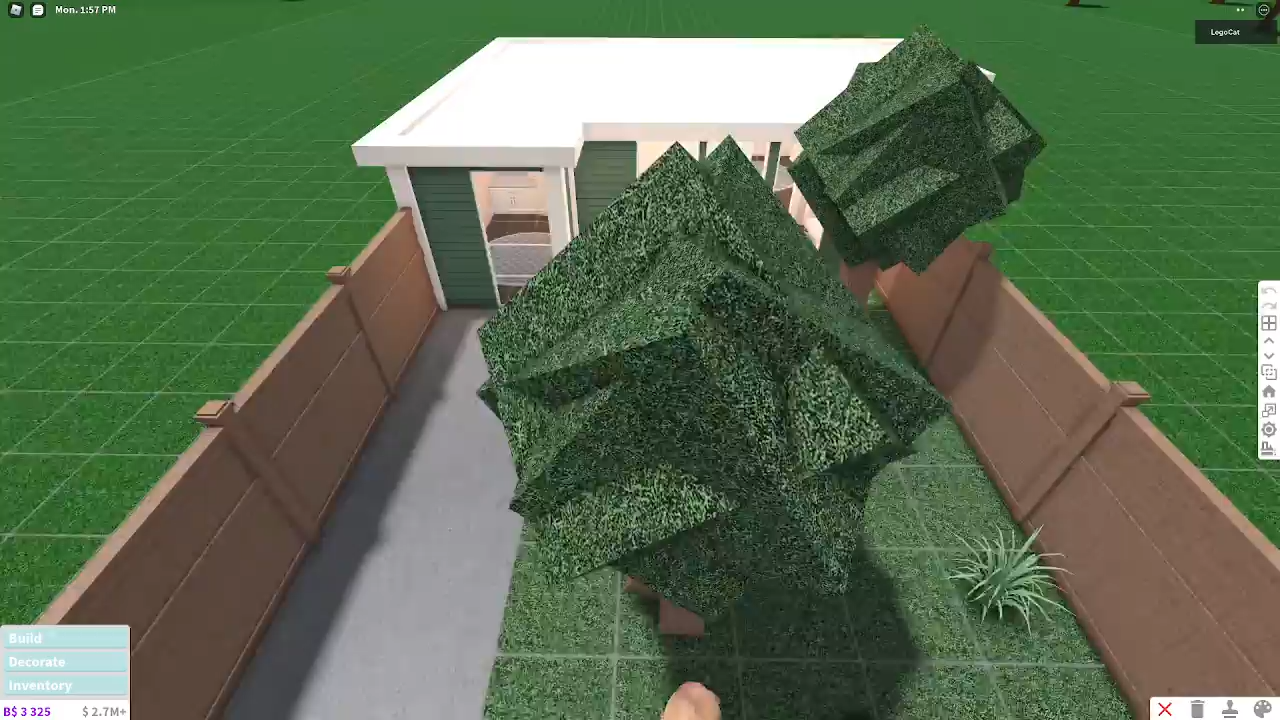 Mon. 1:57 PM
LegoCat
Build
Decorate
Inventory
B$ 3 325
$ 2.7M+